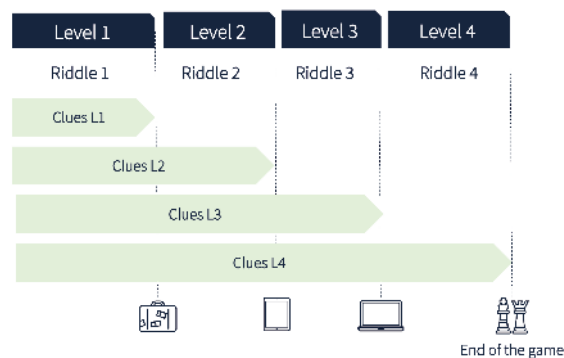 Level 1
Level 2
Level 3
Level 4
Riddle 1
Riddle 2
Riddle 3
Riddle 4
Clues L1
Clues L2
Clues L3
Clues L4
End of the game